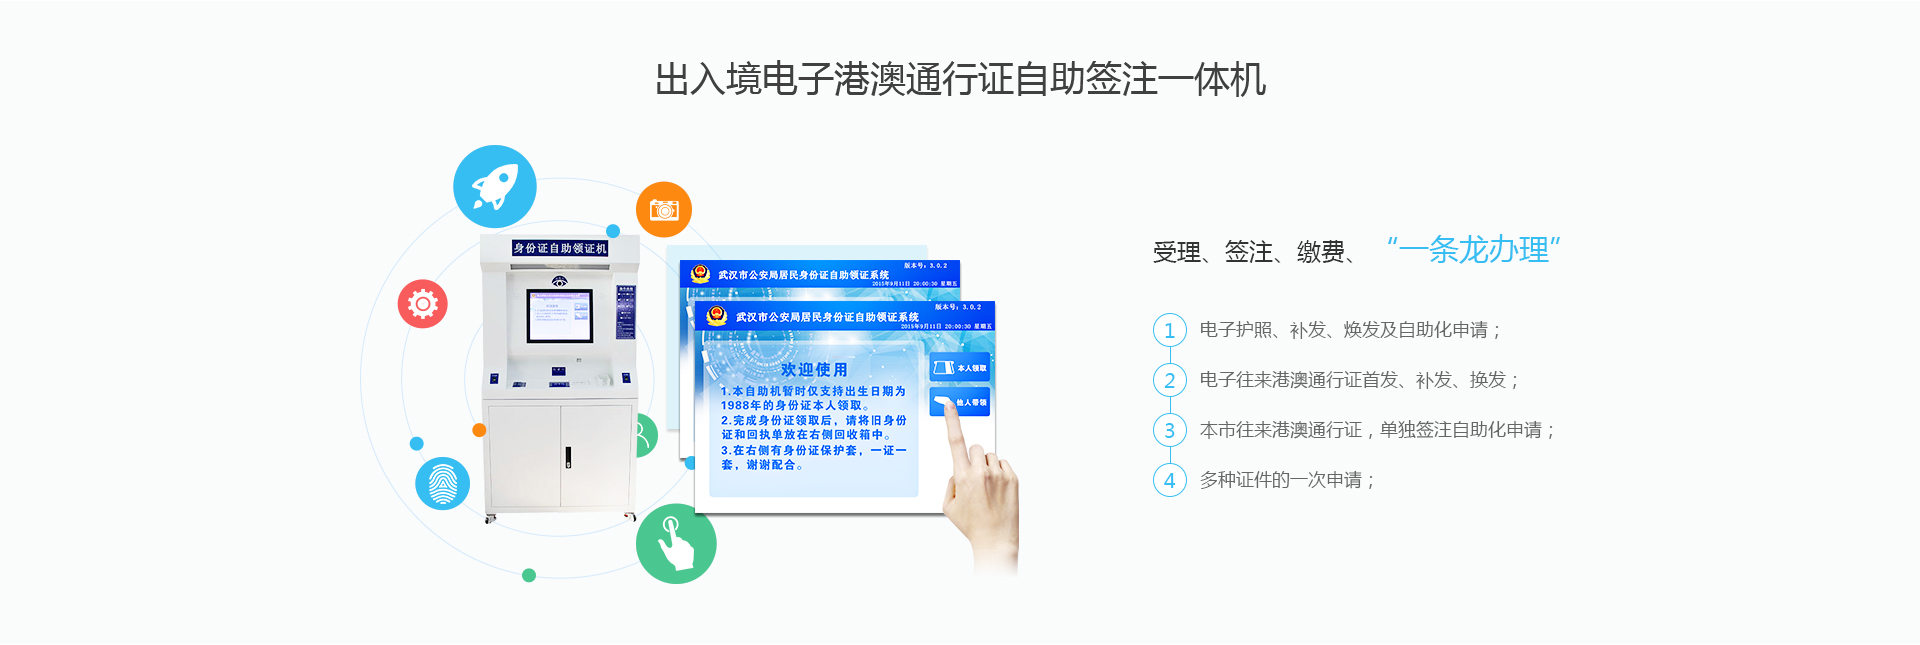 出入境电子港澳通行证自助签注一体机
身份证自助领证机
武汉市公安局居民身份证自助领证系统
版本号：3.0.2
2015年9月11日 20:00:30 星期五
武汉市公安局居民身份证自助领证系统
版本号：3.0.2
2015年9月11日 20:00:30 星期五
欢迎使用
1.本自助机暂时仅支持出生日期为
1988年的身份证本人领取。
2.完成身份证领取后，请将旧身份
证和回执单放在右侧回收箱中。
3.在右侧有身份证保护套，一证一
套，谢谢配合。
本人领取
他人带领
受理、签注、缴费、“一条龙办理”
1 电子护照、补发、焕发及自助化申请；
2 电子往来港澳通行证首发、补发、换发；
3 本市往来港澳通行证，单独签注自助化申请；
4 多种证件的一次申请；